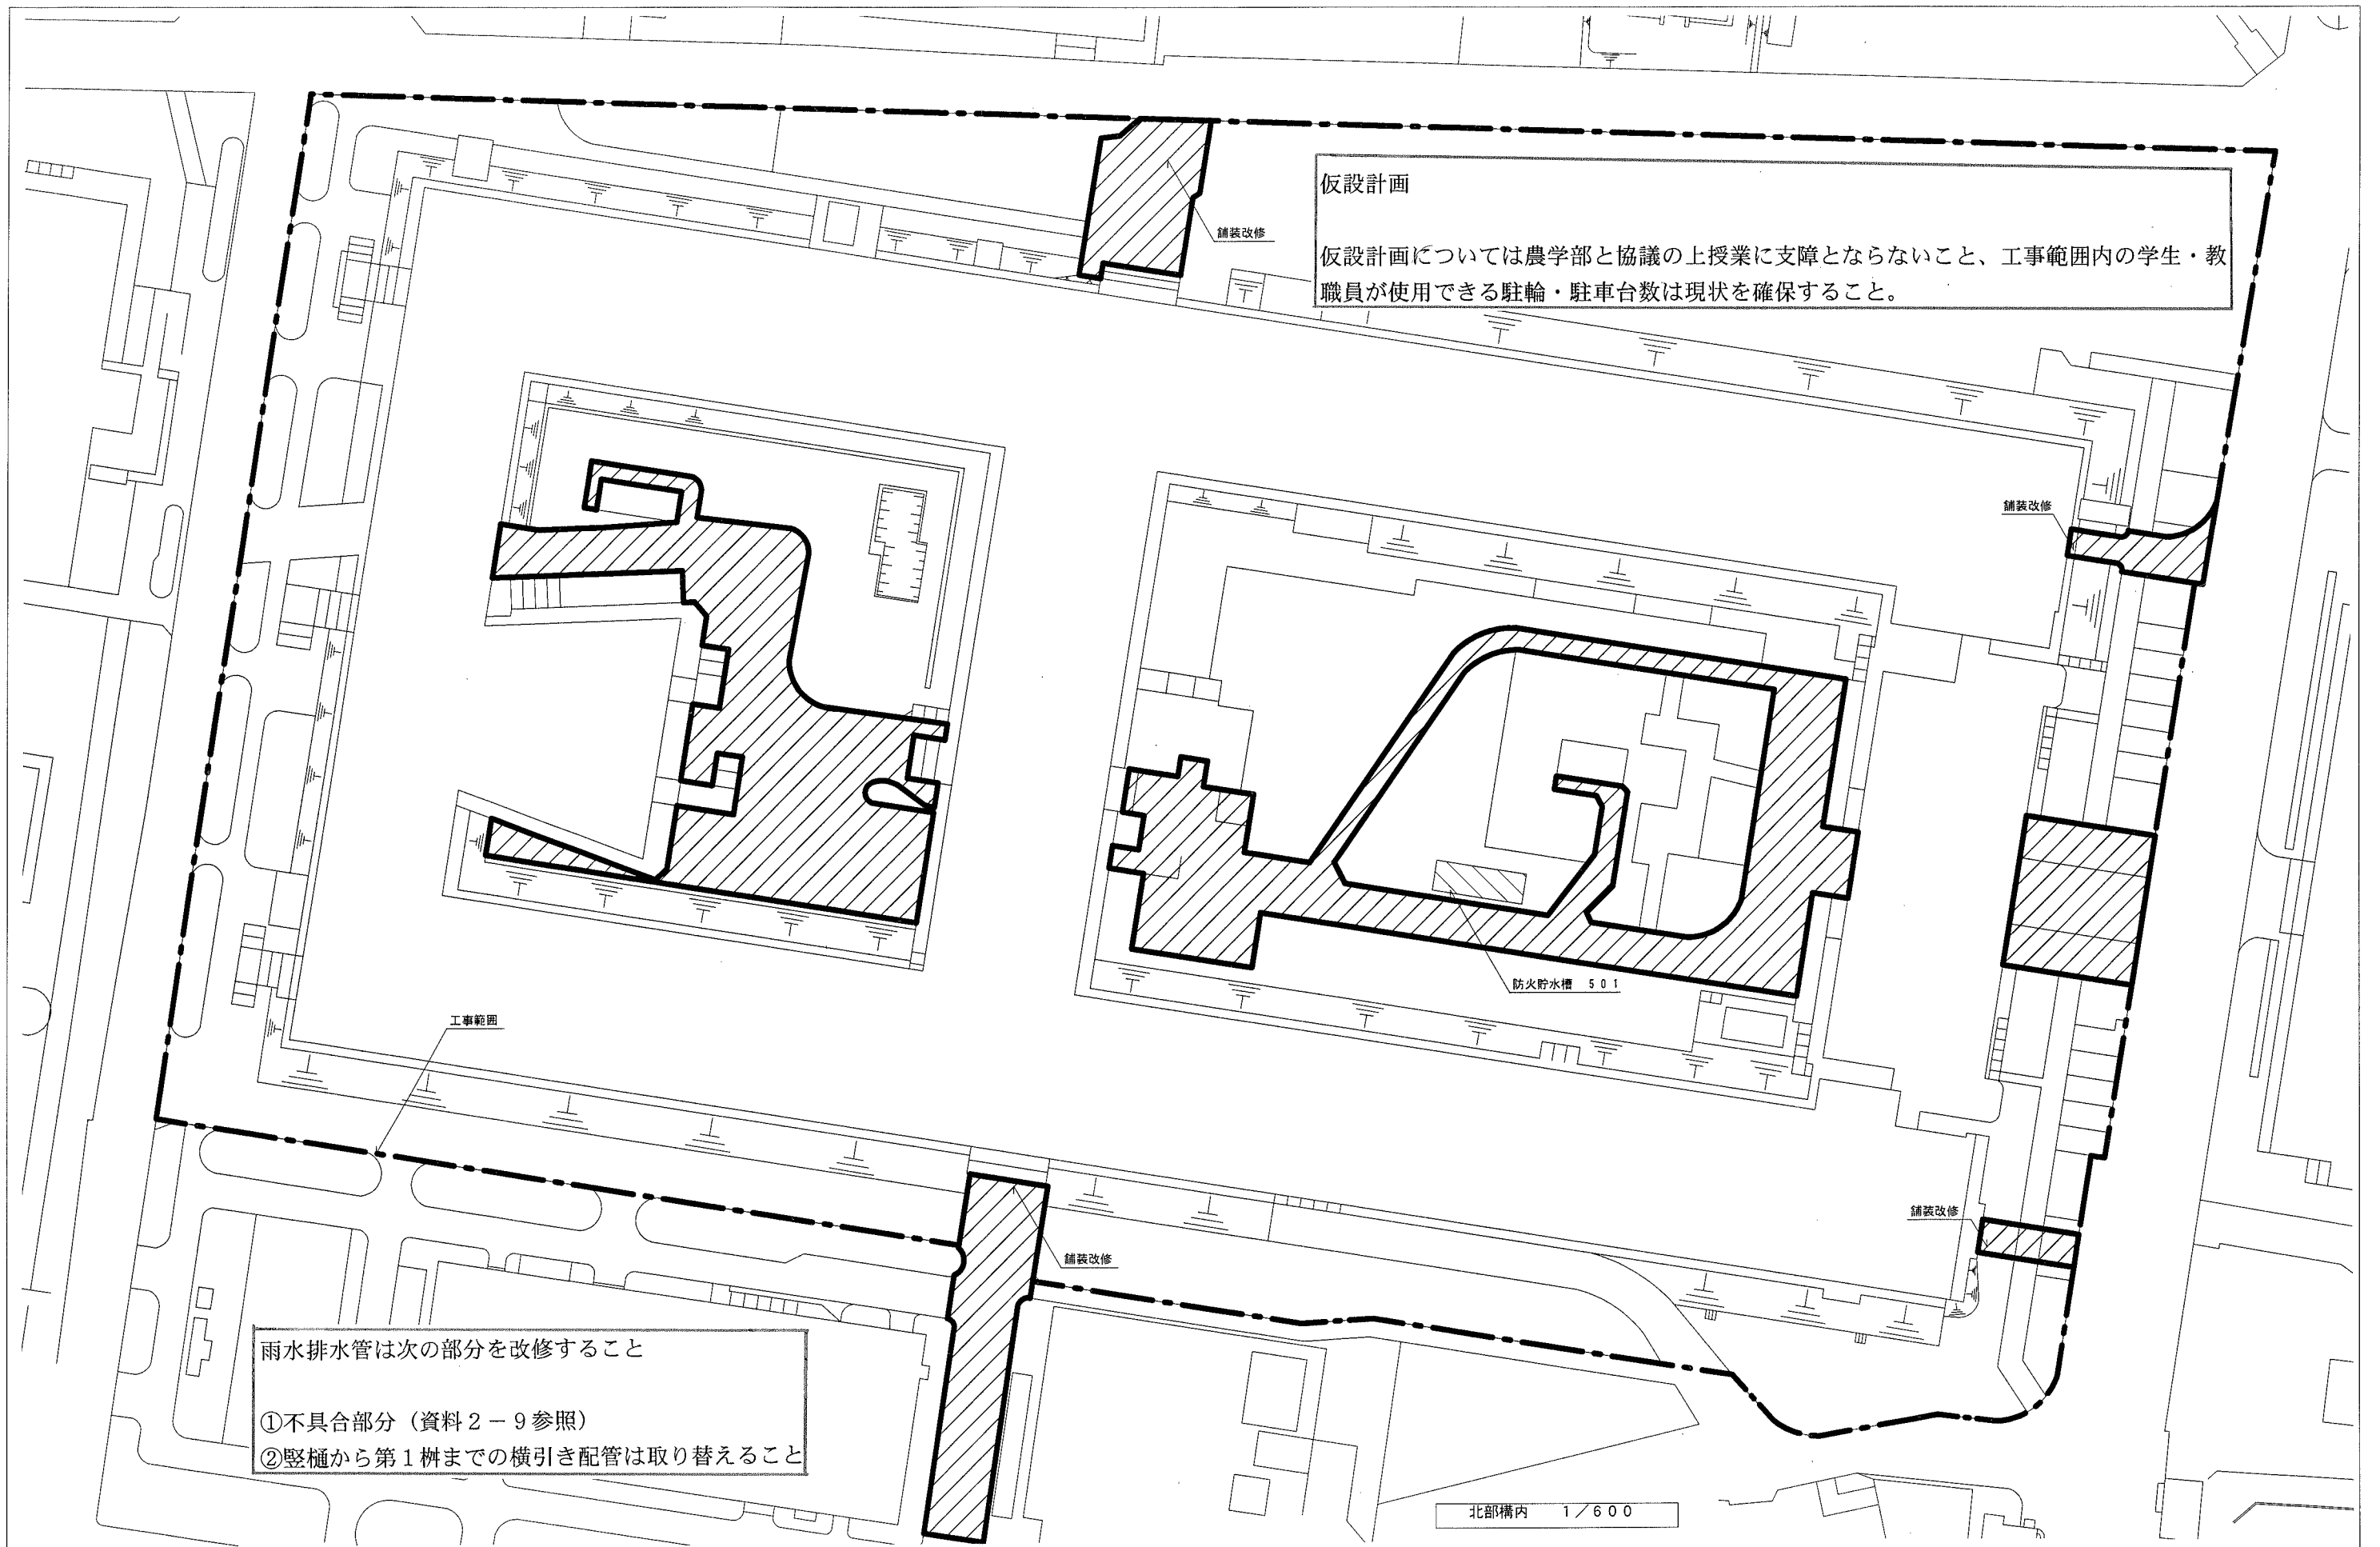 仮設計画
仮設計画については農学部と協議の上授業に支障とならないこと、工事範囲内の学生・教
職員が使用できる駐輪・駐車台数は現状を確保すること。
舗装改修
舗装改修
防火貯水槽 501
工事範囲
舗装改修
舗装改修
雨水排水管は次の部分を改修すること
①不具合部分（資料2－9参照）
②竪樋から第1桝までの横引き配管は取り替えること
北部構内 1／600